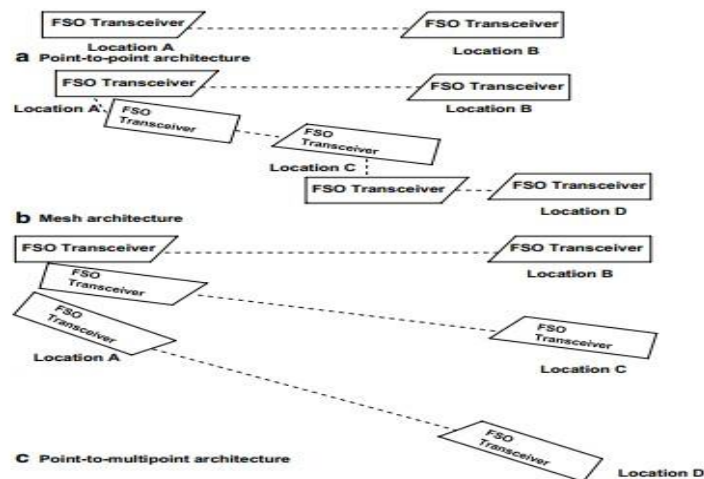 FSO Transceiver
FSO Transceiver
Location A
Location B
a Point-to-point architecture
FSO Transceiver
FSO Transceiver
Location A
Location B
FSO
Transceiver
FSO
Transceiver
Location C
FSO Transceiver
FSO Transceiver
Location D
b Mesh architecture
FSO Transceiver
FSO Transceiver
Location B
FSO
Transceiver
FSO
Transceiver
Location A
FSO
Transceiver
Location C
FSO
Transceiver
c Point-to-multipoint architecture
Location D